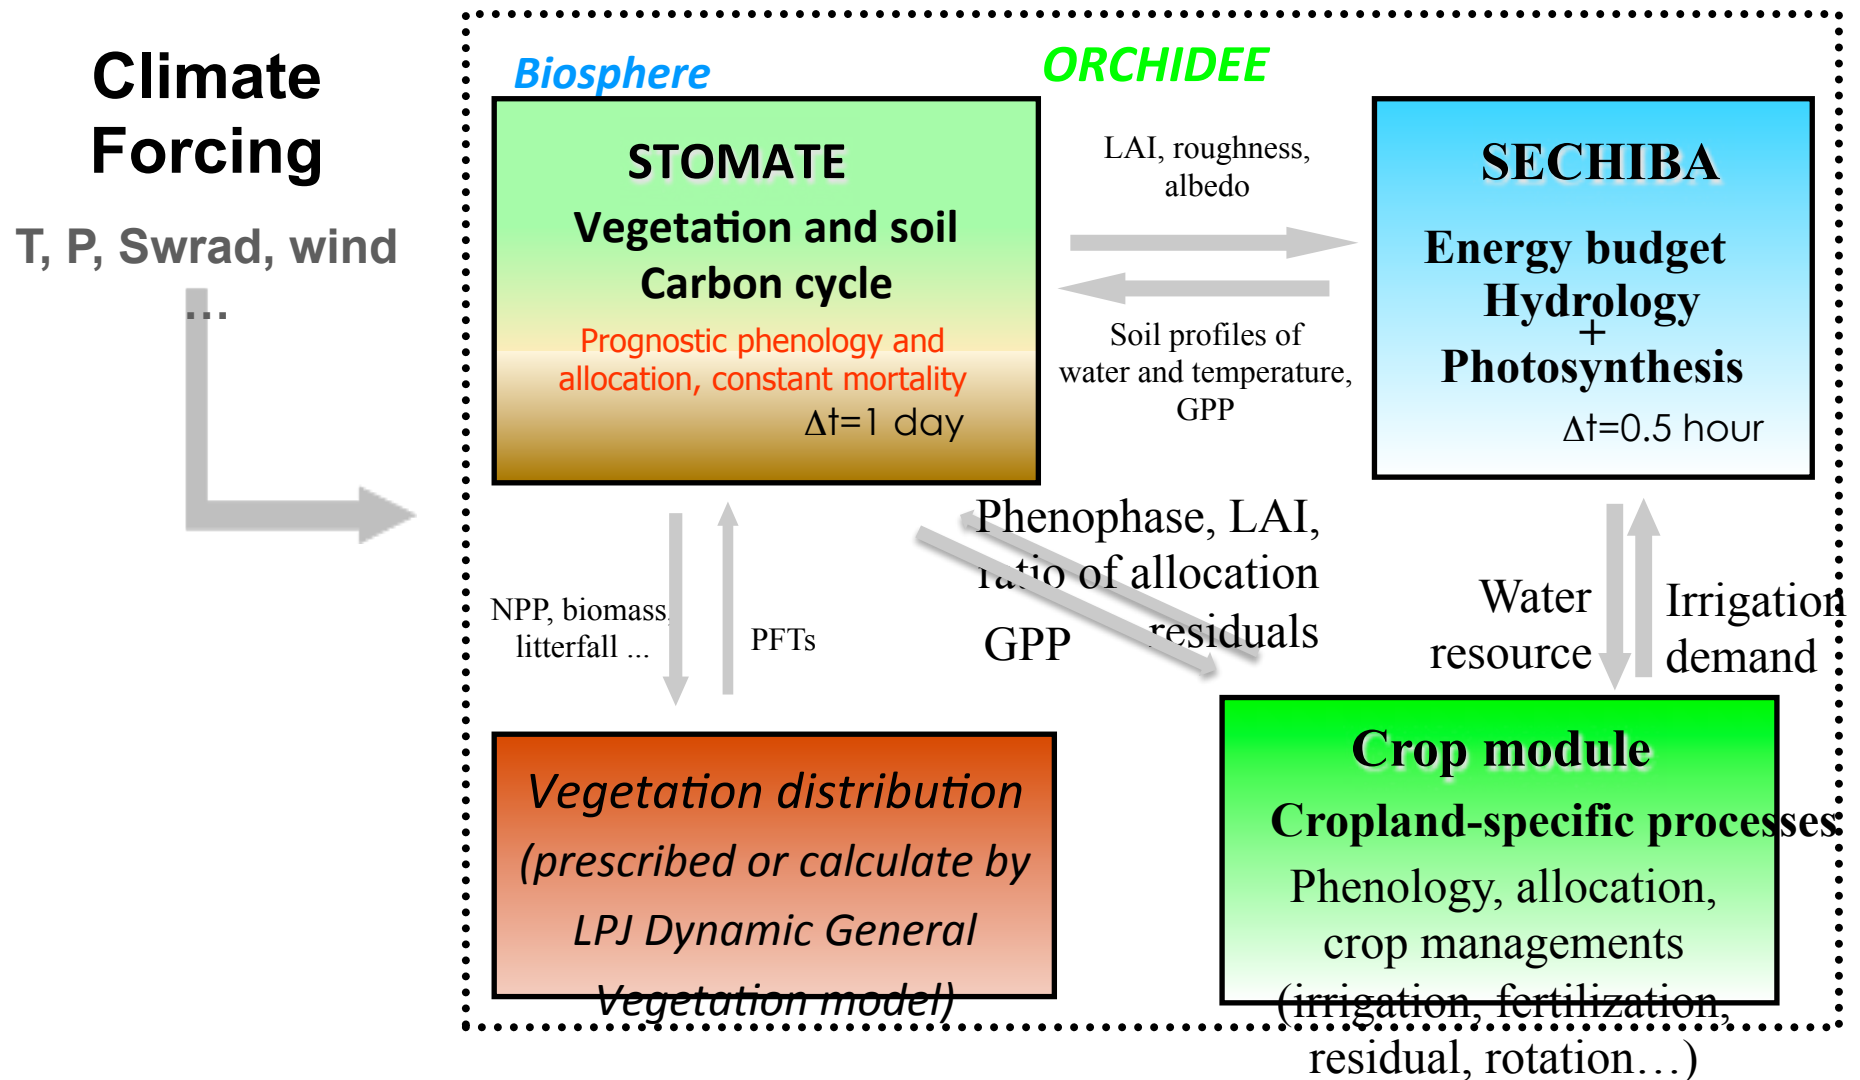 Climate
Forcing
T, P, Swrad, wind
...
Biosphere
ORCHIDEE
STOMATE
Vegetation and soil
Carbon cycle
Prognostic phenology and
allocation, constant mortality
Δt=1 day
LAI, roughness,
albedo
Soil profiles of
water and temperature,
GPP
SECHIBA
Energy budget
Hydrology
+
Photosynthesis
Δt=0.5 hour
NPP, biomass,
litterfall ...
PFTs
Phenophase, LAI,
ratio of allocation
residuals
GPP
Water
resource
Irrigation
demand
Vegetation distribution
(prescribed or calculate by
LPJ Dynamic General
Vegetation model)
Crop module
Cropland-specific processes
Phenology, allocation,
crop managements
(irrigation, fertilization,
residual, rotation…)